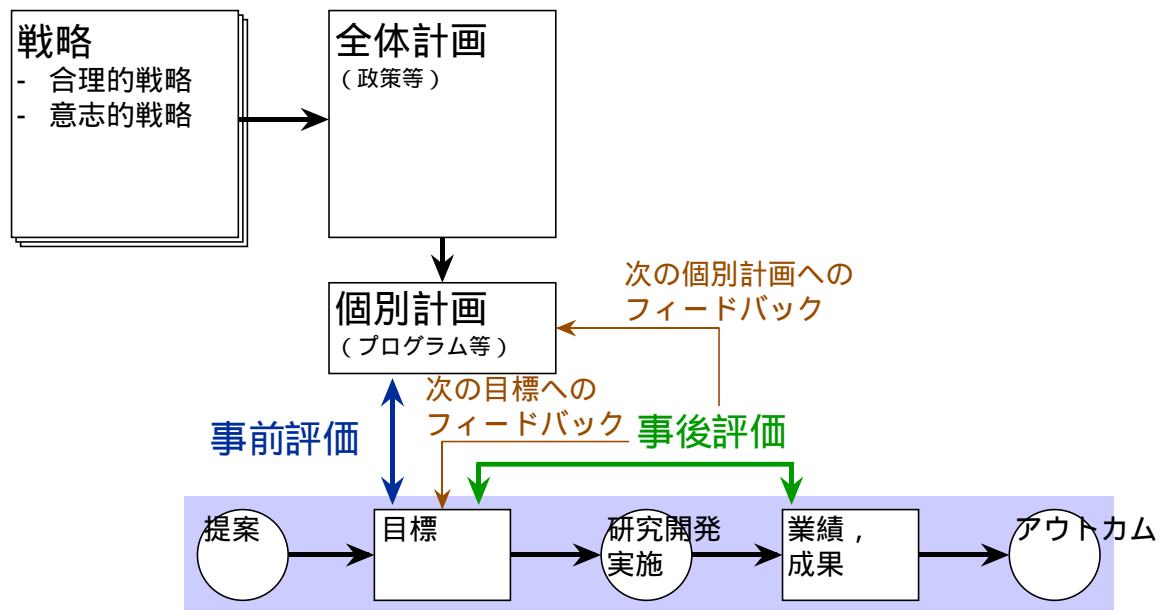 戦略
- 合理的戦略
- 意志的戦略
全体計画
（政策等）
個別計画
（プログラム等）
次の個別計画への
フィードバック
次の目標への
フィードバック
事前評価
事後評価
提案
目標
研究開発
実施
業績，
成果
アウトカム